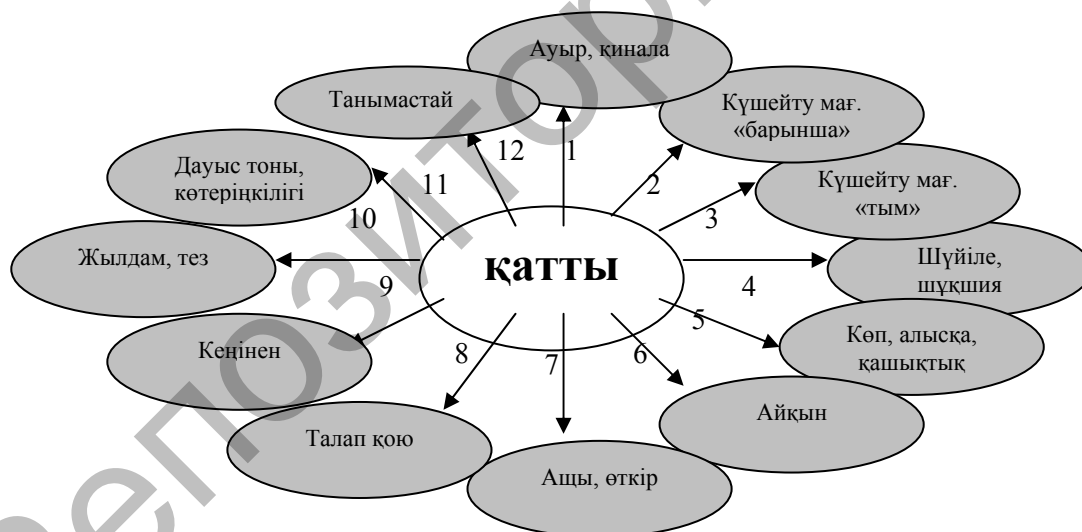 Ауыр, қинала
Танымастай
Күшейту мағ.
«барынша»
12
1
2
Дауыс тоны,
көтеріңкілігі
11
10
3
Күшейту мағ.
«тым»
Жылдам, тез
9
қатты
4
Шүйіле,
шұқшия
5
Көп, алысқа,
қашықтық
Кеңінен
8
7
6
Айқын
Талап қою
Ащы, өткір
Репозитор